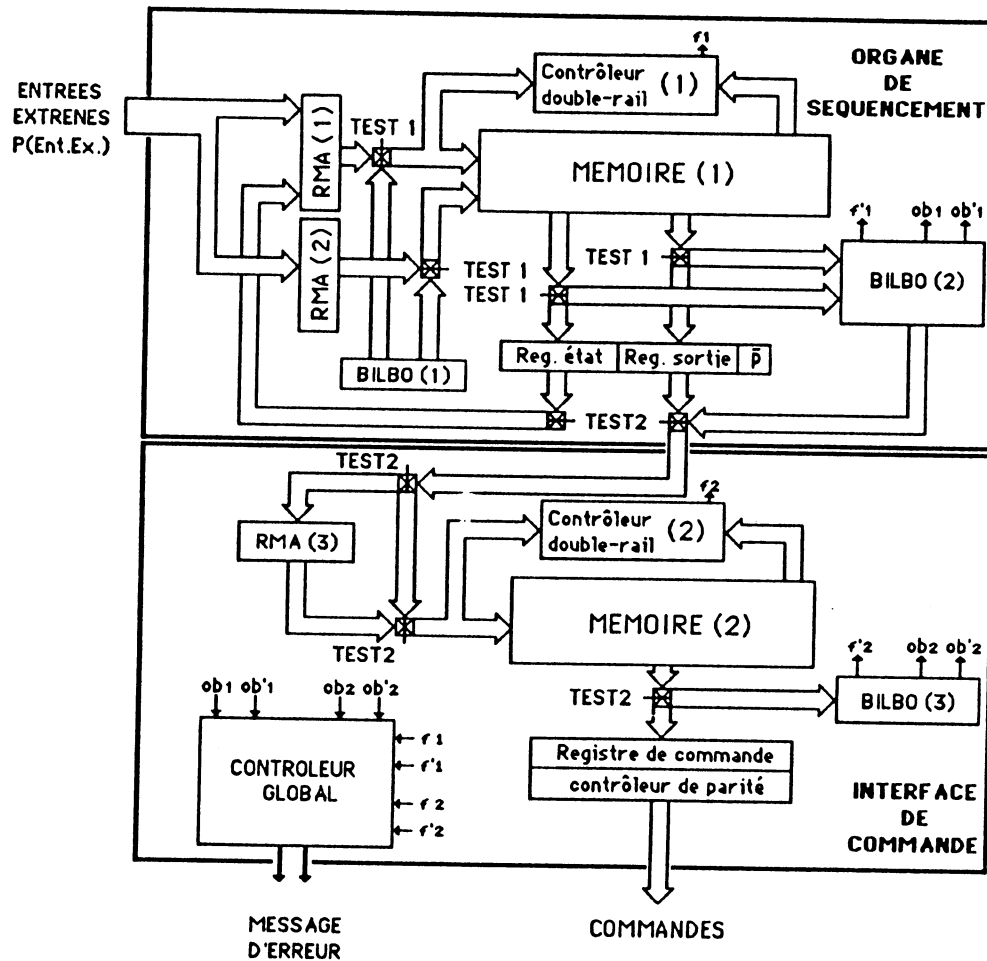 f1
ORGANE
DE
SEQUENCEMENT
Contrôleur
double-rail
(1)
ENTREES
EXTRENES
P(Ent.Ex.)
RMA (1)
TEST 1
MEMOIRE (1)
RMA (2)
TEST 1
TEST 1
TEST 1
f'1
ob1
ob'1
BILBO (2)
BILBO (1)
Reg. état
Reg. sortie
p̄
TEST2
TEST2
f2
Contrôleur
double-rail
(2)
RMA (3)
MEMOIRE (2)
TEST2
TEST2
f'2
ob2
ob'2
BILBO (3)
ob1
ob'1
ob2
ob'2
CONTROLEUR
GLOBAL
f1
f'1
f2
f'2
Registre de commande
contrôleur de parité
INTERFACE
DE
COMMANDE
MESSAGE
D'ERREUR
COMMANDES